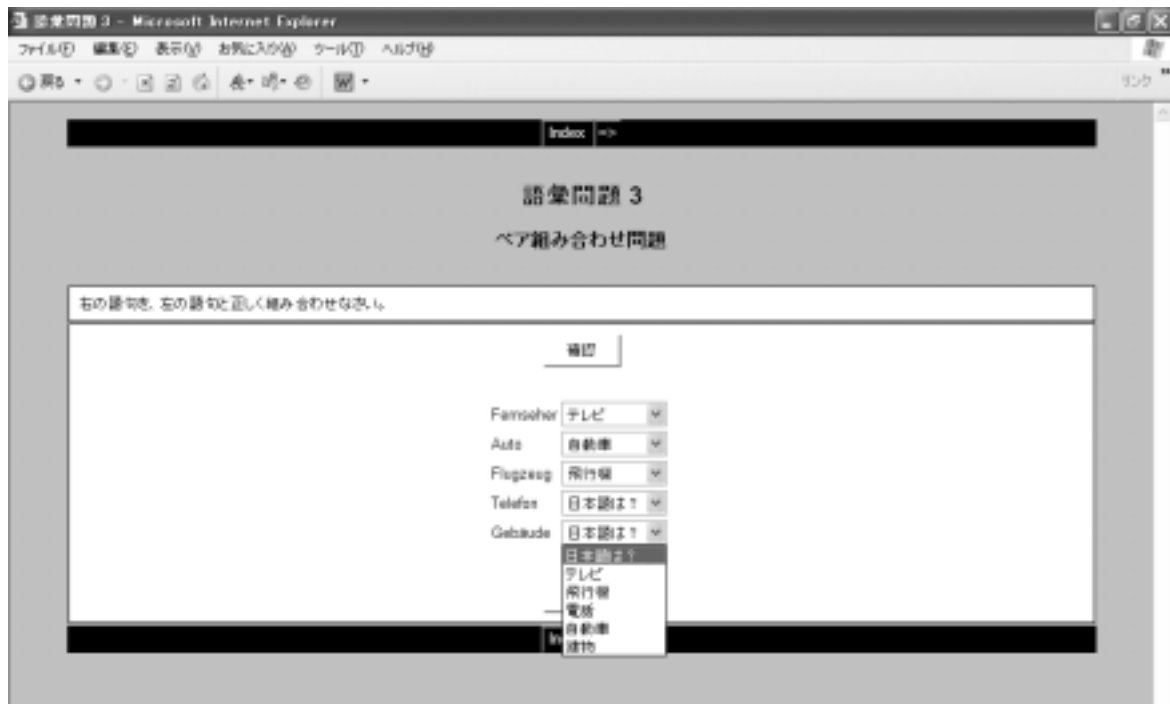 語彙問題 3 - Microsoft Internet Explorer
ファイル(F) 編集(E) 表示(V) お気に入り(A) ツール(T) ヘルプ(H)
戻る リンク
Index =>
語彙問題 3
ペア組み合わせ問題
右の語句を、左の語句と正しく組み合わせなさい。
確認
Fernseher テレビ
Auto 自動車
Flugzeug 飛行機
Telefon 日本語は?
Gebäude 日本語は?
日本語は?
テレビ
飛行機
電話
自動車
建物